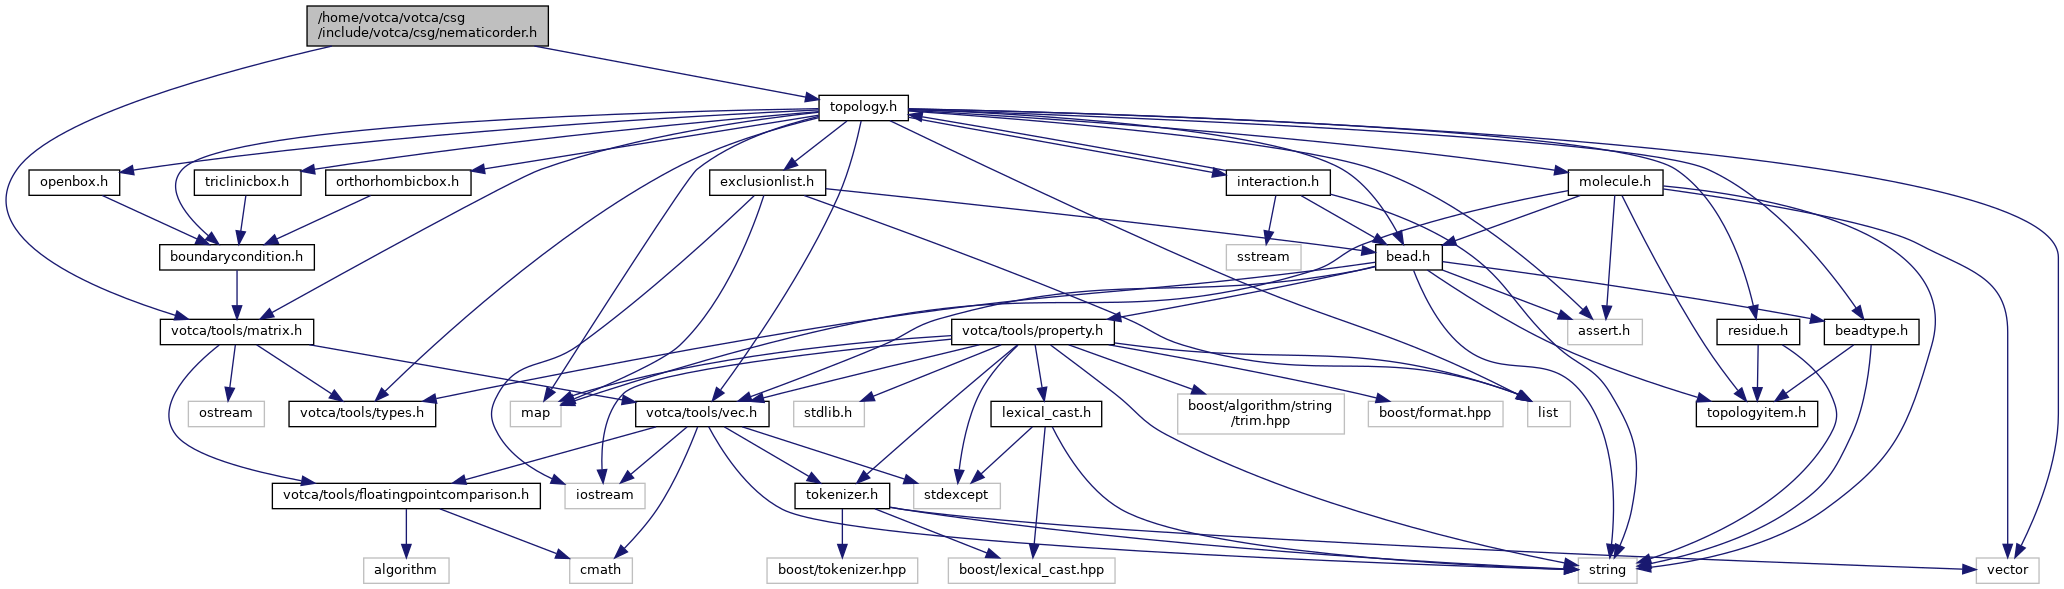 /home/votca/votca/csg
/include/votca/csg/nematicorder.h
topology.h
openbox.h
triclinicbox.h
orthorhombicbox.h
exclusionlist.h
interaction.h
molecule.h
boundarycondition.h
sstream
bead.h
votca/tools/matrix.h
votca/tools/property.h
assert.h
residue.h
beadtype.h
ostream
votca/tools/types.h
map
votca/tools/vec.h
stdlib.h
lexical_cast.h
boost/algorithm/string
/trim.hpp
boost/format.hpp
list
topologyitem.h
votca/tools/floatingpointcomparison.h
iostream
tokenizer.h
stdexcept
algorithm
cmath
boost/tokenizer.hpp
boost/lexical_cast.hpp
string
vector